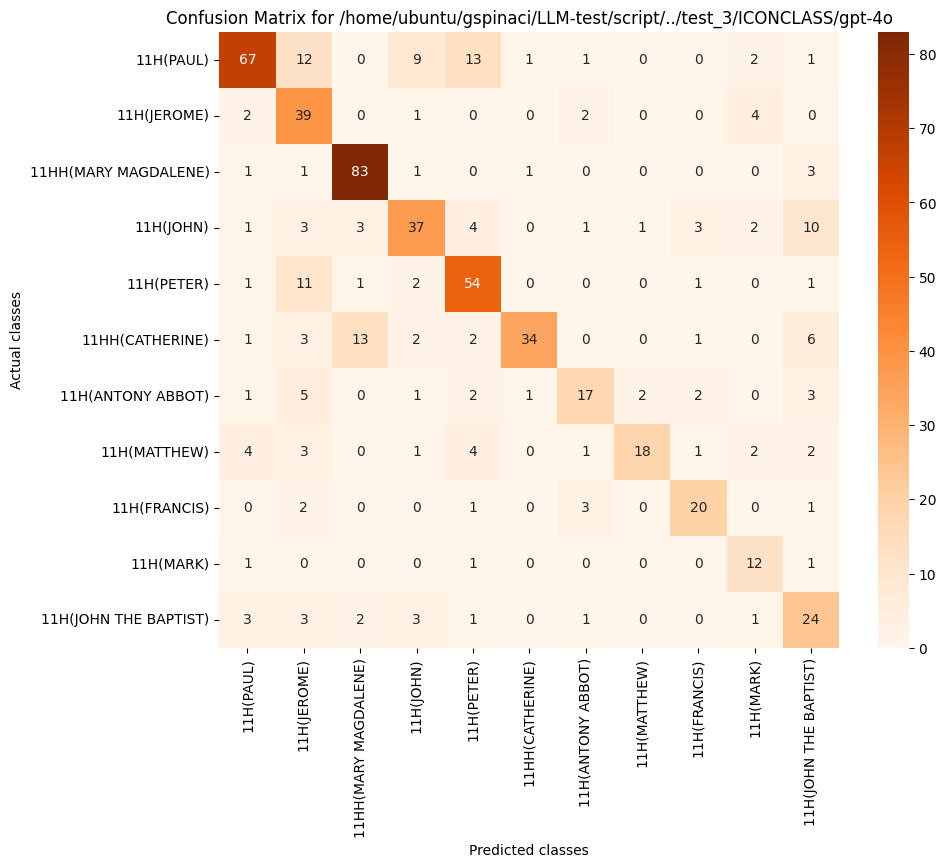 Confusion Matrix for /home/ubuntu/gspinaci/LLM-test/script/../test_3/ICONCLASS/gpt-4o
Actual classes
11H(PAUL) 67 12 0 9 13 1 1 0 0 2 1
11H(JEROME) 2 39 0 1 0 0 2 0 0 4 0
11HH(MARY MAGDALENE) 1 1 83 1 0 1 0 0 0 0 3
11H(JOHN) 1 3 3 37 4 0 1 1 3 2 10
11H(PETER) 1 11 1 2 54 0 0 0 1 0 1
11HH(CATHERINE) 1 3 13 2 2 34 0 0 1 0 6
11H(ANTONY ABBOT) 1 5 0 1 2 1 17 2 2 0 3
11H(MATTHEW) 4 3 0 1 4 0 1 18 1 2 2
11H(FRANCIS) 0 2 0 0 1 0 3 0 20 0 1
11H(MARK) 1 0 0 0 1 0 0 0 0 12 1
11H(JOHN THE BAPTIST) 3 3 2 3 1 0 1 0 0 1 24
11H(PAUL)
11H(JEROME)
11HH(MARY MAGDALENE)
11H(JOHN)
11H(PETER)
11HH(CATHERINE)
11H(ANTONY ABBOT)
11H(MATTHEW)
11H(FRANCIS)
11H(MARK)
11H(JOHN THE BAPTIST)
Predicted classes
80
70
60
50
40
30
20
10
0